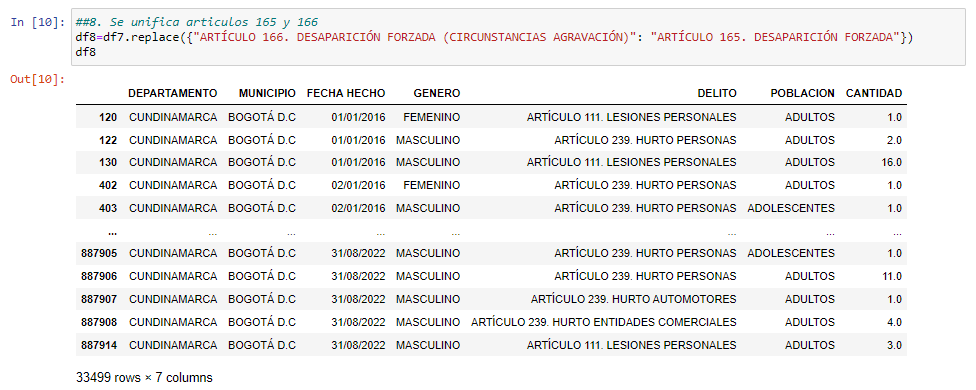 In [10]: ##8. Se unifica articulos 165 y 166
df8=df7.replace({"ARTÍCULO 166. DESAPARICIÓN FORZADA (CIRCUNSTANCIAS AGRAVACIÓN)": "ARTÍCULO 165. DESAPARICIÓN FORZADA"})
df8
Out[10]:
DEPARTAMENTO MUNICIPIO FECHA HECHO GENERO DELITO POBLACION CANTIDAD
120 CUNDINAMARCA BOGOTÁ D.C 01/01/2016 FEMENINO ARTÍCULO 111. LESIONES PERSONALES ADULTOS 1.0
122 CUNDINAMARCA BOGOTÁ D.C 01/01/2016 MASCULINO ARTÍCULO 239. HURTO PERSONAS ADULTOS 2.0
130 CUNDINAMARCA BOGOTÁ D.C 01/01/2016 MASCULINO ARTÍCULO 111. LESIONES PERSONALES ADULTOS 16.0
402 CUNDINAMARCA BOGOTÁ D.C 02/01/2016 FEMENINO ARTÍCULO 239. HURTO PERSONAS ADULTOS 1.0
403 CUNDINAMARCA BOGOTÁ D.C 02/01/2016 MASCULINO ARTÍCULO 239. HURTO PERSONAS ADOLESCENTES 1.0
... ... ... ... ... ... ... ...
887905 CUNDINAMARCA BOGOTÁ D.C 31/08/2022 MASCULINO ARTÍCULO 239. HURTO PERSONAS ADOLESCENTES 1.0
887906 CUNDINAMARCA BOGOTÁ D.C 31/08/2022 MASCULINO ARTÍCULO 239. HURTO PERSONAS ADULTOS 11.0
887907 CUNDINAMARCA BOGOTÁ D.C 31/08/2022 MASCULINO ARTÍCULO 239. HURTO AUTOMOTORES ADULTOS 1.0
887908 CUNDINAMARCA BOGOTÁ D.C 31/08/2022 MASCULINO ARTÍCULO 239. HURTO ENTIDADES COMERCIALES ADULTOS 4.0
887914 CUNDINAMARCA BOGOTÁ D.C 31/08/2022 MASCULINO ARTÍCULO 111. LESIONES PERSONALES ADULTOS 3.0
33499 rows × 7 columns